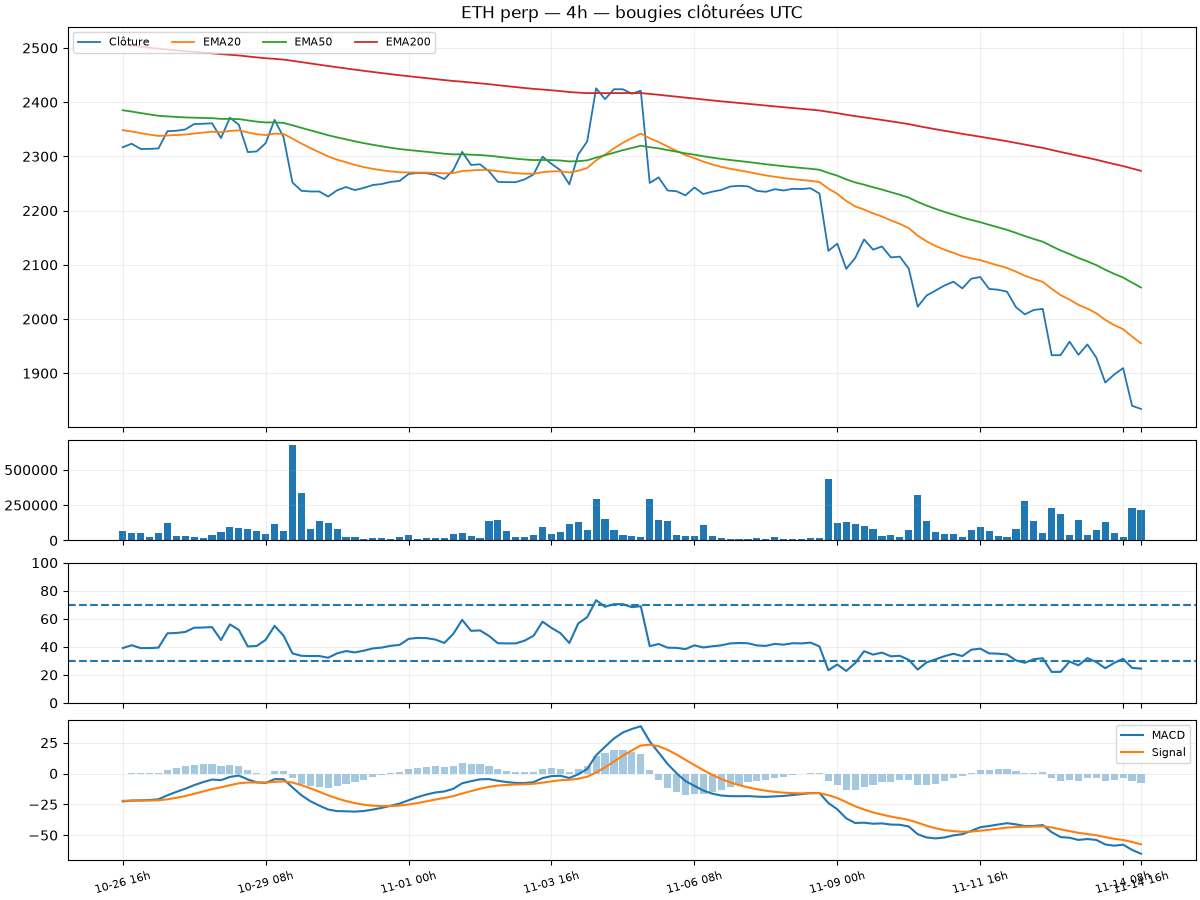 ETH perp — 4h — bougies clôturées UTC
Clôture EMA20 EMA50 EMA200
2500
2400
2300
2200
2100
2000
1900
500000
250000
0
100
80
60
40
20
0
MACD
Signal
25
0
−25
−50
10-26 16h
10-29 08h
11-01 00h
11-03 16h
11-06 08h
11-09 00h
11-11 16h
11-14 08h
11-14 16h